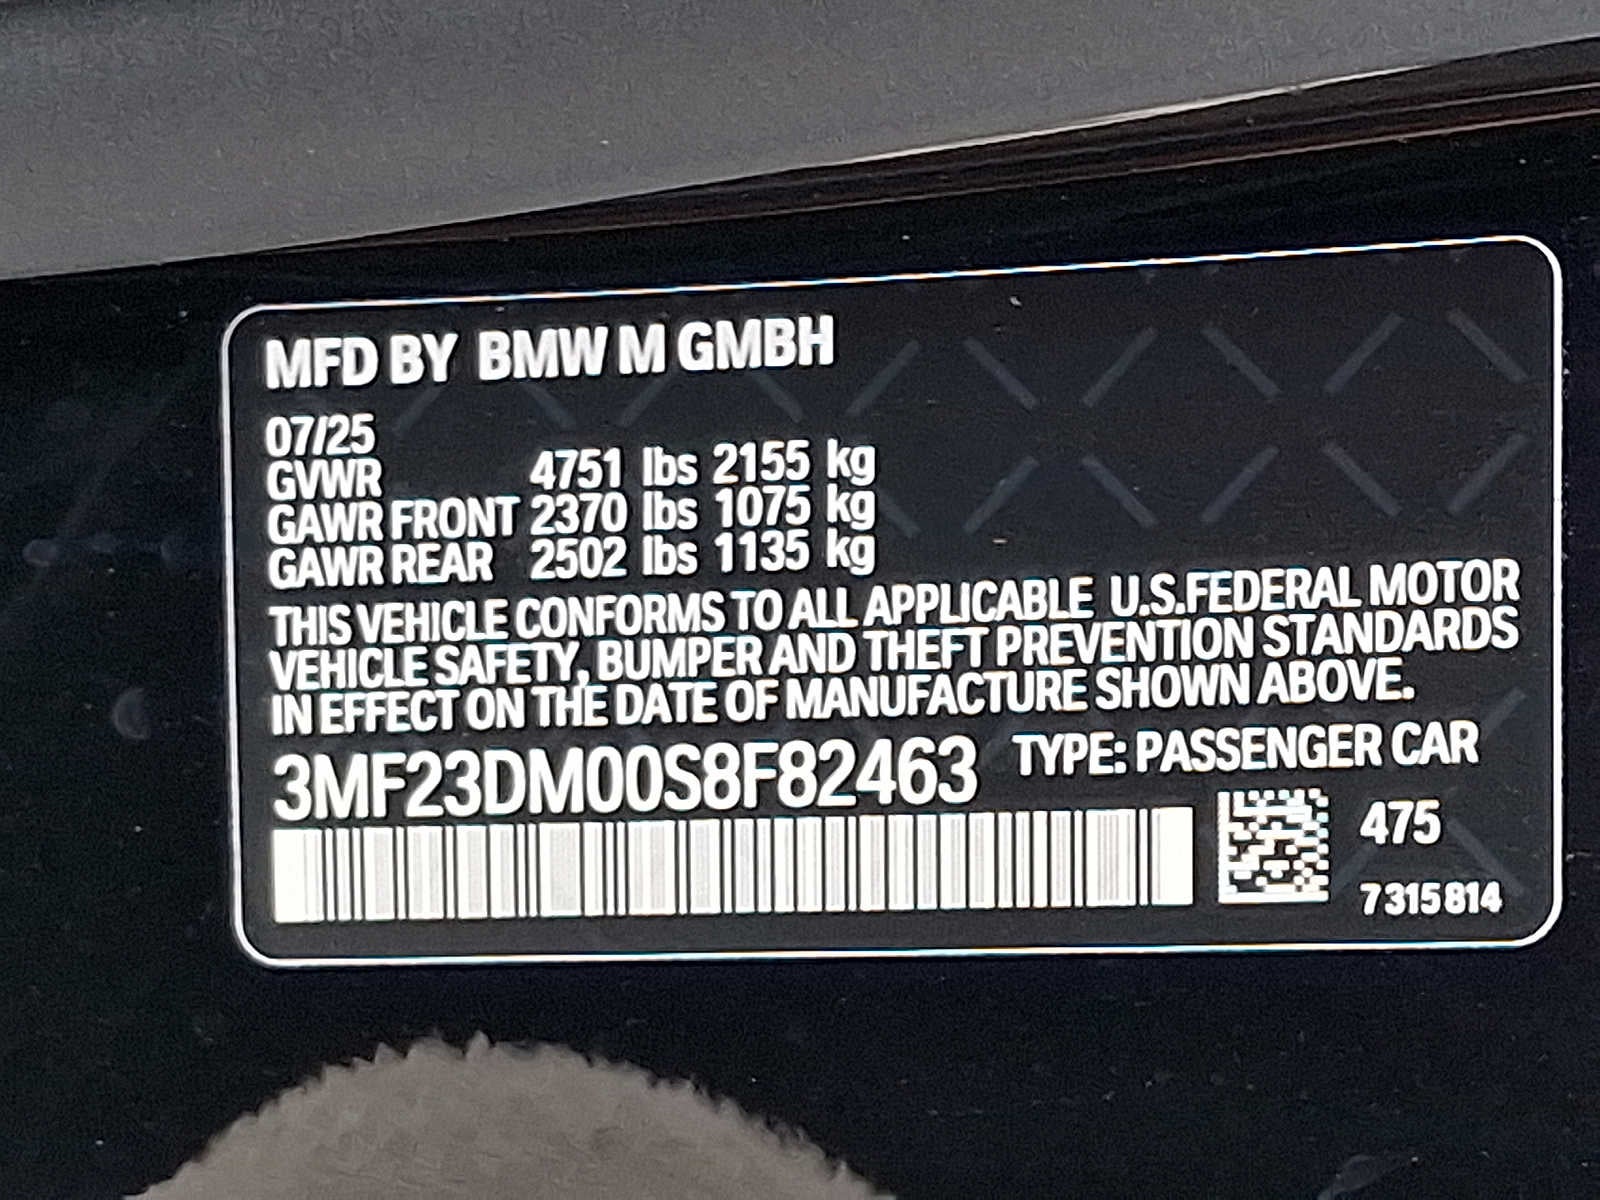 MFD BY BMW M GMBH
07/25
GVWR 4751 lbs 2155 kg
GAWR FRONT 2370 lbs 1075 kg
GAWR REAR 2502 lbs 1135 kg
THIS VEHICLE CONFORMS TO ALL APPLICABLE U.S.FEDERAL MOTOR
VEHICLE SAFETY, BUMPER AND THEFT PREVENTION STANDARDS
IN EFFECT ON THE DATE OF MANUFACTURE SHOWN ABOVE.
3MF23DM00S8F82463 TYPE: PASSENGER CAR
475
7315814